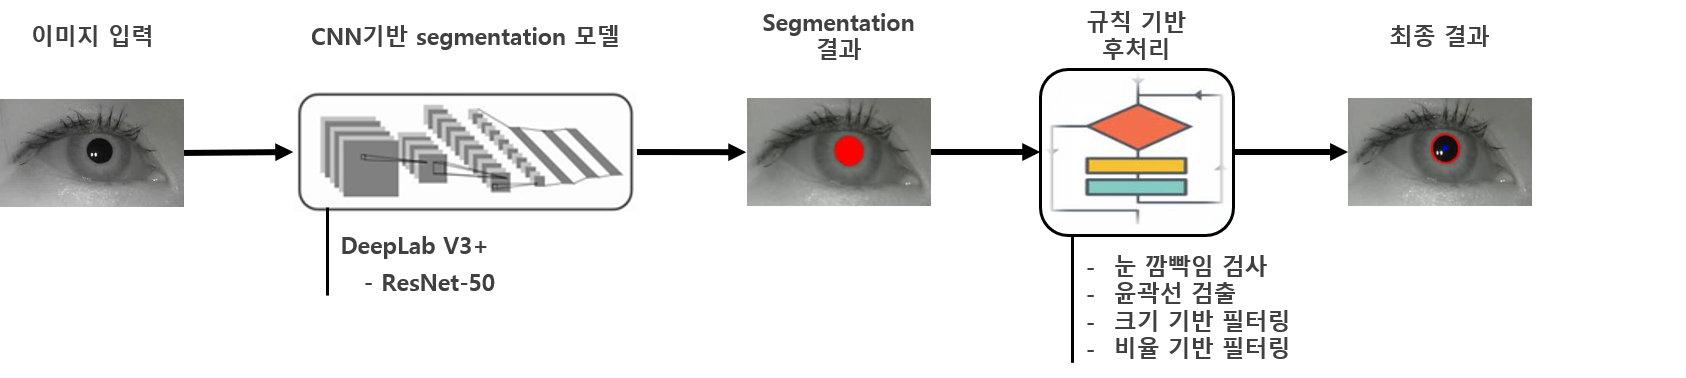 이미지 입력
CNN기반 segmentation 모델
Segmentation
결과
규칙 기반
후처리
최종 결과
DeepLab V3+
- ResNet-50
- 눈 깜빡임 검사
- 윤곽선 검출
- 크기 기반 필터링
- 비율 기반 필터링